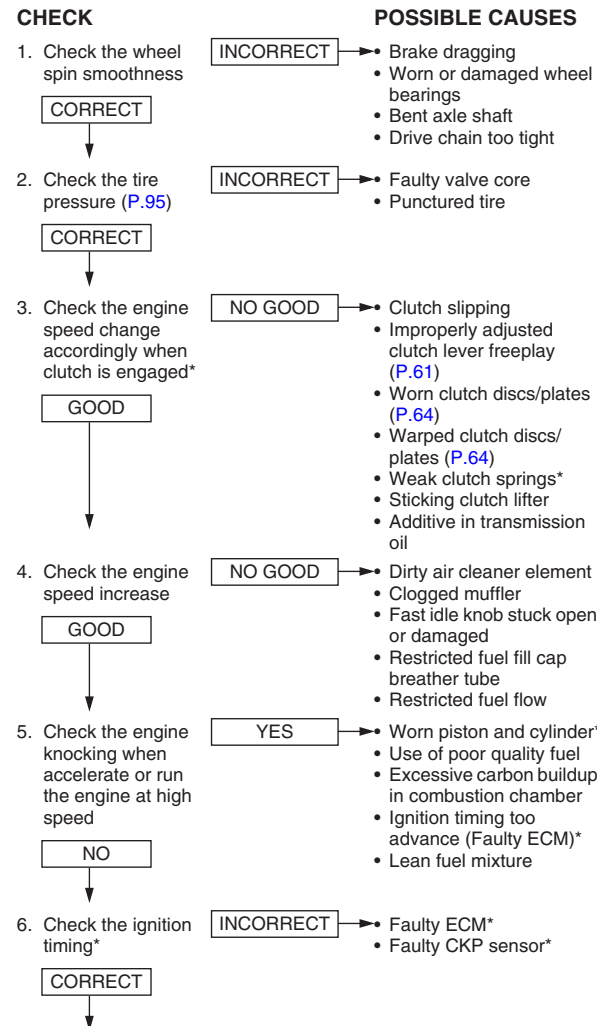 CHECK
POSSIBLE CAUSES
1. Check the wheel
spin smoothness
INCORRECT
• Brake dragging
• Worn or damaged wheel
bearings
• Bent axle shaft
• Drive chain too tight
CORRECT
2. Check the tire
pressure (P.95)
INCORRECT
• Faulty valve core
• Punctured tire
CORRECT
3. Check the engine
speed change
accordingly when
clutch is engaged*
NO GOOD
• Clutch slipping
• Improperly adjusted
clutch lever freeplay
(P.61)
• Worn clutch discs/plates
(P.64)
• Warped clutch discs/
plates (P.64)
• Weak clutch springs*
• Sticking clutch lifter
• Additive in transmission
oil
GOOD
4. Check the engine
speed increase
NO GOOD
• Dirty air cleaner element
• Clogged muffler
• Fast idle knob stuck open
or damaged
• Restricted fuel fill cap
breather tube
• Restricted fuel flow
GOOD
5. Check the engine
knocking when
accelerate or run
the engine at high
speed
YES
• Worn piston and cylinder*
• Use of poor quality fuel
• Excessive carbon buildup
in combustion chamber
• Ignition timing too
advance (Faulty ECM)*
• Lean fuel mixture
NO
6. Check the ignition
timing*
INCORRECT
• Faulty ECM*
• Faulty CKP sensor*
CORRECT